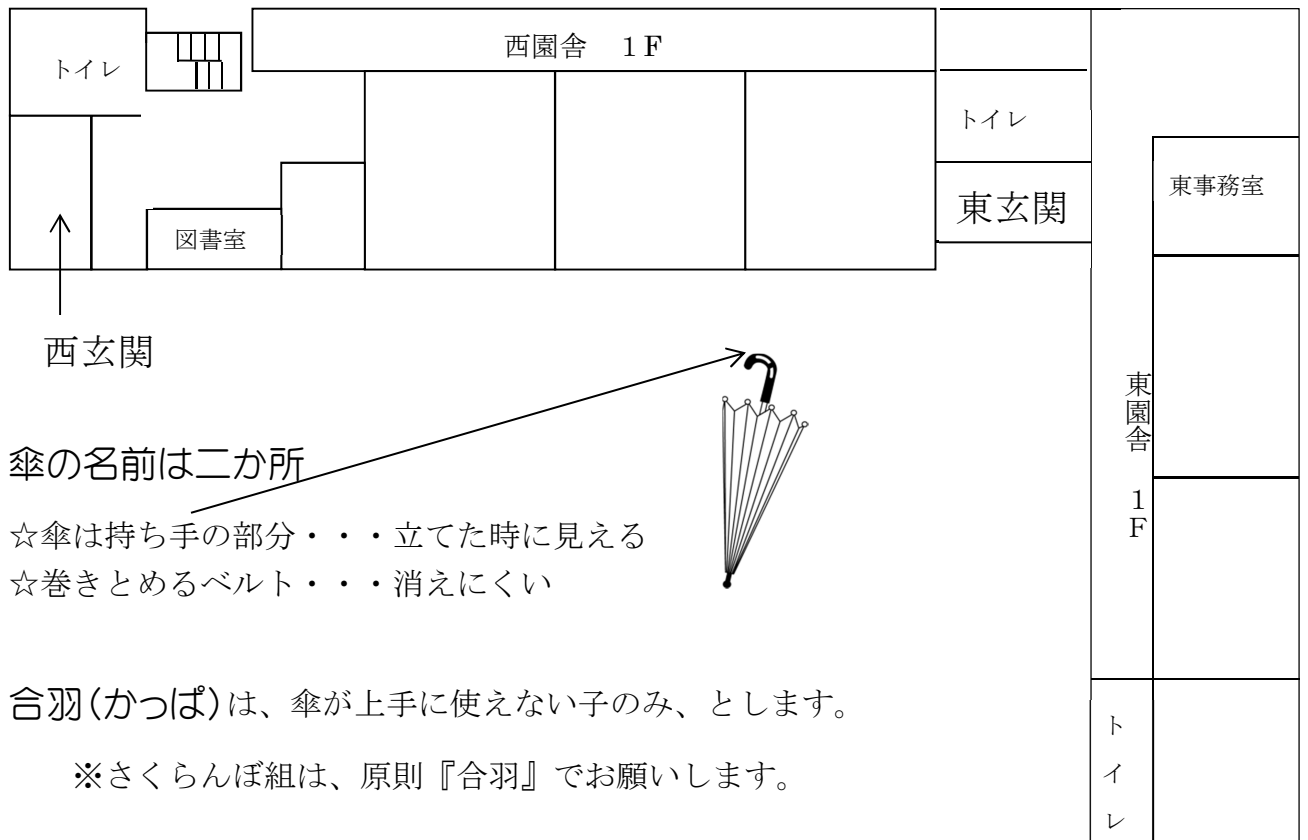 西園舎 1F
トイレ
トイレ
東事務室
東玄関
図書室
西玄関
東園舎 1F
傘の名前は二か所
☆傘は持ち手の部分・・・立てた時に見える
☆巻きとめるベルト・・・消えにくい
合羽(かっぱ)は、傘が上手に使えない子のみ、とします。
※さくらんぼ組は、原則『合羽』でお願いします。
トイレ